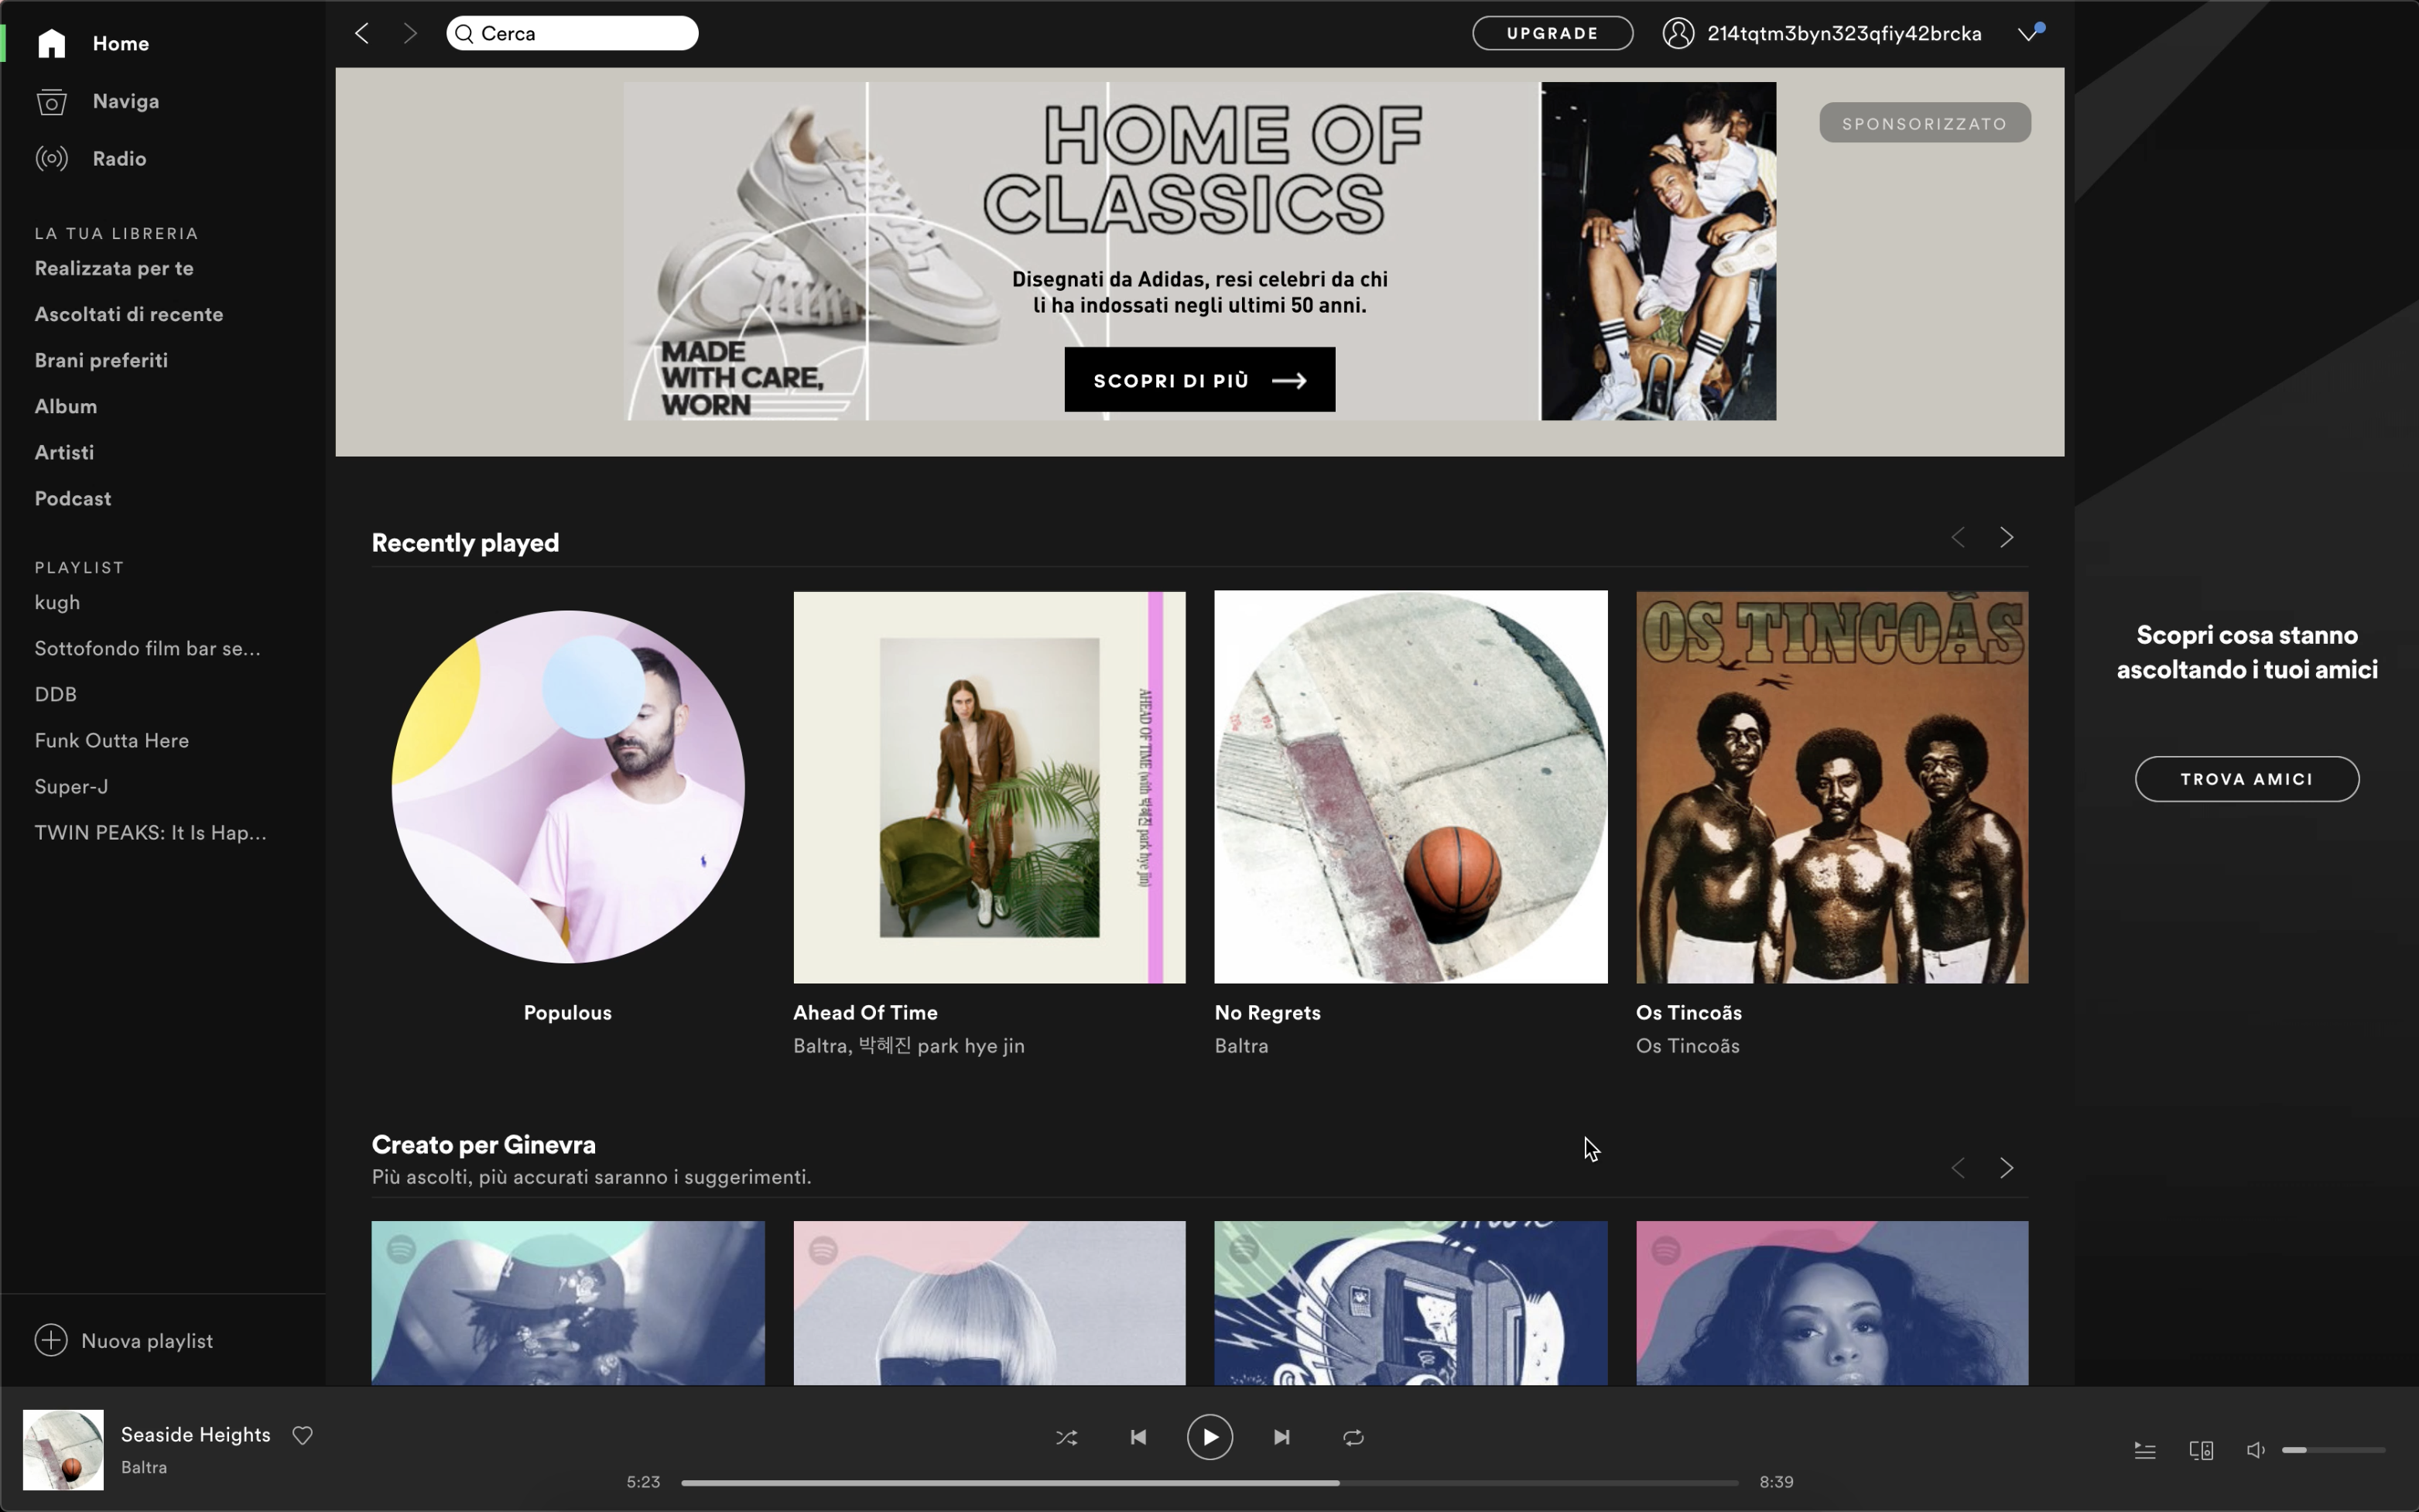 Home
Naviga
Radio
LA TUA LIBRERIA
Realizzata per te
Ascoltati di recente
Brani preferiti
Album
Artisti
Podcast
PLAYLIST
kugh
Sottofondo film bar se...
DDB
Funk Outta Here
Super-J
TWIN PEAKS: It Is Hap...
Nuova playlist
Cerca
UPGRADE
214tqtm3byn323qfiy42brcka
HOME OF
CLASSICS
Disegnati da Adidas, resi celebri da chi
li ha indossati negli ultimi 50 anni.
SCOPRI DI PIÙ
MADE
WITH CARE,
WORN
SPONSORIZZATO
Recently played
AHEAD OF TIME (with 박혜진 park hye jin)
OS TINCOÃS
Populous
Ahead Of Time
Baltra, 박혜진 park hye jin
No Regrets
Baltra
Os Tincoãs
Os Tincoãs
Creato per Ginevra
Più ascolti, più accurati saranno i suggerimenti.
Scopri cosa stanno
ascoltando i tuoi amici
TROVA AMICI
Seaside Heights
Baltra
5:23
8:39